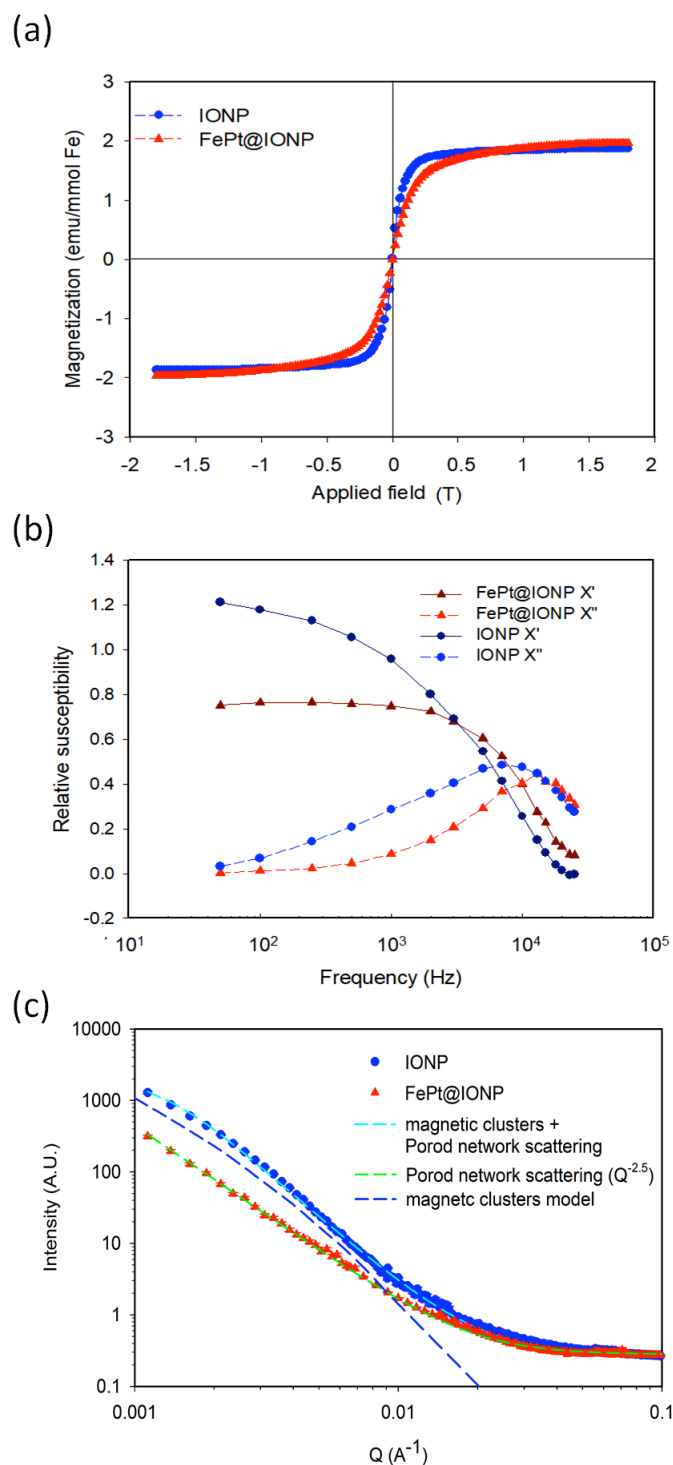 (a)
3
2
1
0
-1
-2
-3
Magnetization (emu/mmol Fe)
IONP
FePt@IONP
-2 -1.5 -1 -0.5 0 0.5 1 1.5 2
Applied field (T)
(b)
1.4
1.2
1.0
0.8
0.6
0.4
0.2
0.0
-0.2
Relative susceptibility
FePt@IONP X'
FePt@IONP X"
IONP X'
IONP X"
10¹ 10² 10³ 10⁴ 10⁵
Frequency (Hz)
(c)
10000
1000
100
10
1
0.1
Intensity (A.U.)
IONP
FePt@IONP
magnetic clusters +
Porod network scattering
Porod network scattering (Q⁻²·⁵)
magnetc clusters model
0.001 0.01 0.1
Q (A⁻¹)